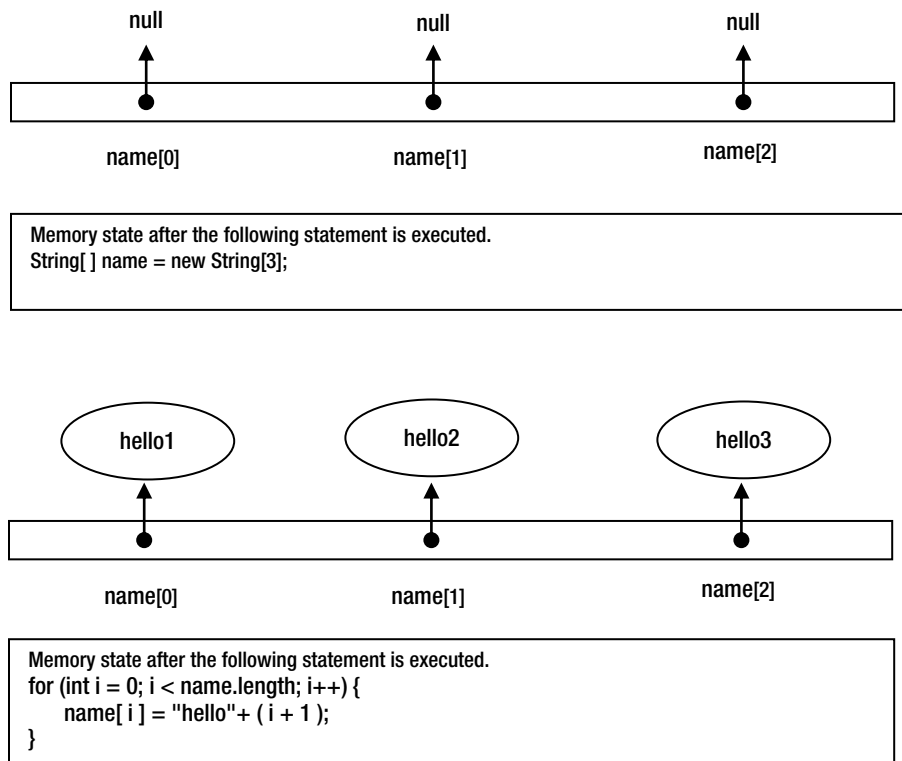 null null null
name[0] name[1] name[2]
Memory state after the following statement is executed.
String[ ] name = new String[3];
hello1 hello2 hello3
name[0] name[1] name[2]
Memory state after the following statement is executed.
for (int i = 0; i < name.length; i++) {
name[ i ] = "hello"+ ( i + 1 );
}